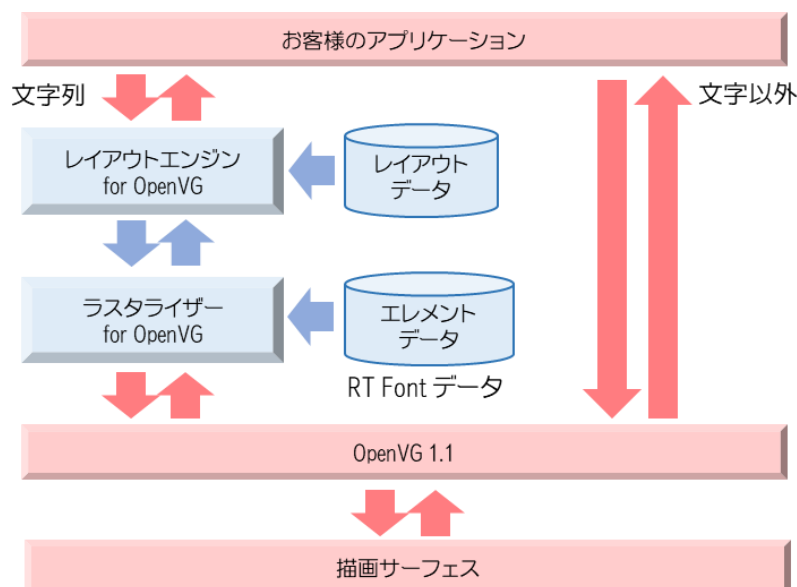 お客様のアプリケーション
文字列
文字以外
レイアウトエンジン
for OpenVG
レイアウト
データ
ラスタライザー
for OpenVG
エレメント
データ
RT Font データ
OpenVG 1.1
描画サーフェス